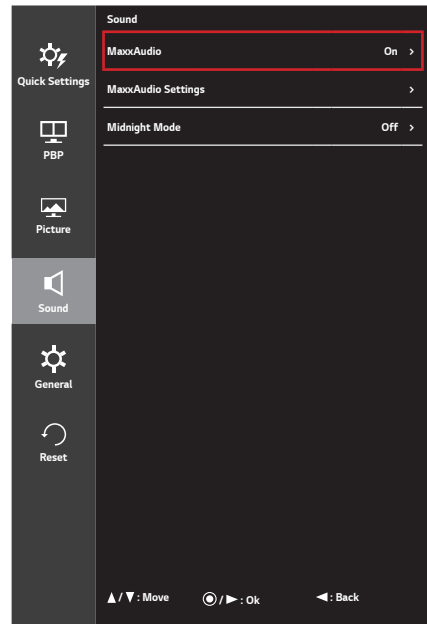 Sound
MaxxAudio On >
MaxxAudio Settings >
Midnight Mode Off >
Quick Settings
PBP
Picture
Sound
General
Reset
▲/▼ : Move ◉/► : Ok ◄ : Back